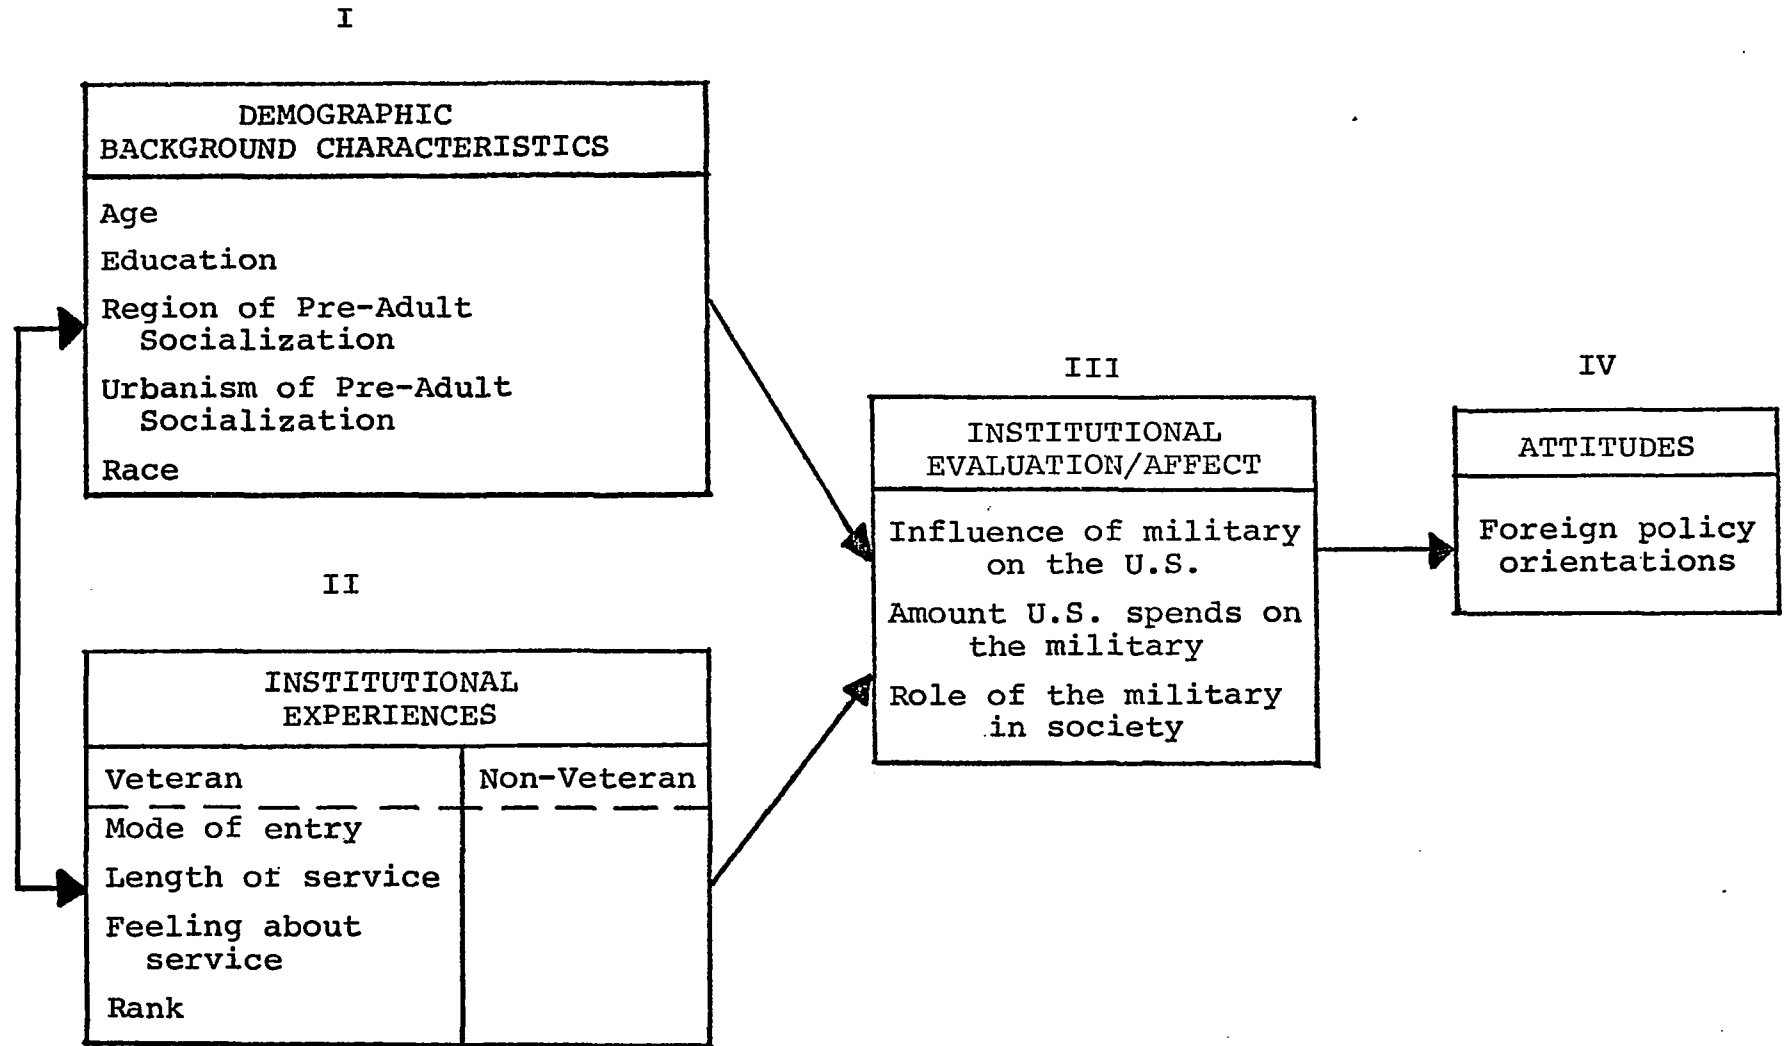 I
DEMOGRAPHIC
BACKGROUND CHARACTERISTICS
Age
Education
Region of Pre-Adult
Socialization
Urbanism of Pre-Adult
Socialization
Race
II
INSTITUTIONAL
EXPERIENCES
Veteran
Non-Veteran
Mode of entry
Length of service
Feeling about
service
Rank
III
INSTITUTIONAL
EVALUATION/AFFECT
Influence of military
on the U.S.
Amount U.S. spends on
the military
Role of the military
in society
IV
ATTITUDES
Foreign policy
orientations